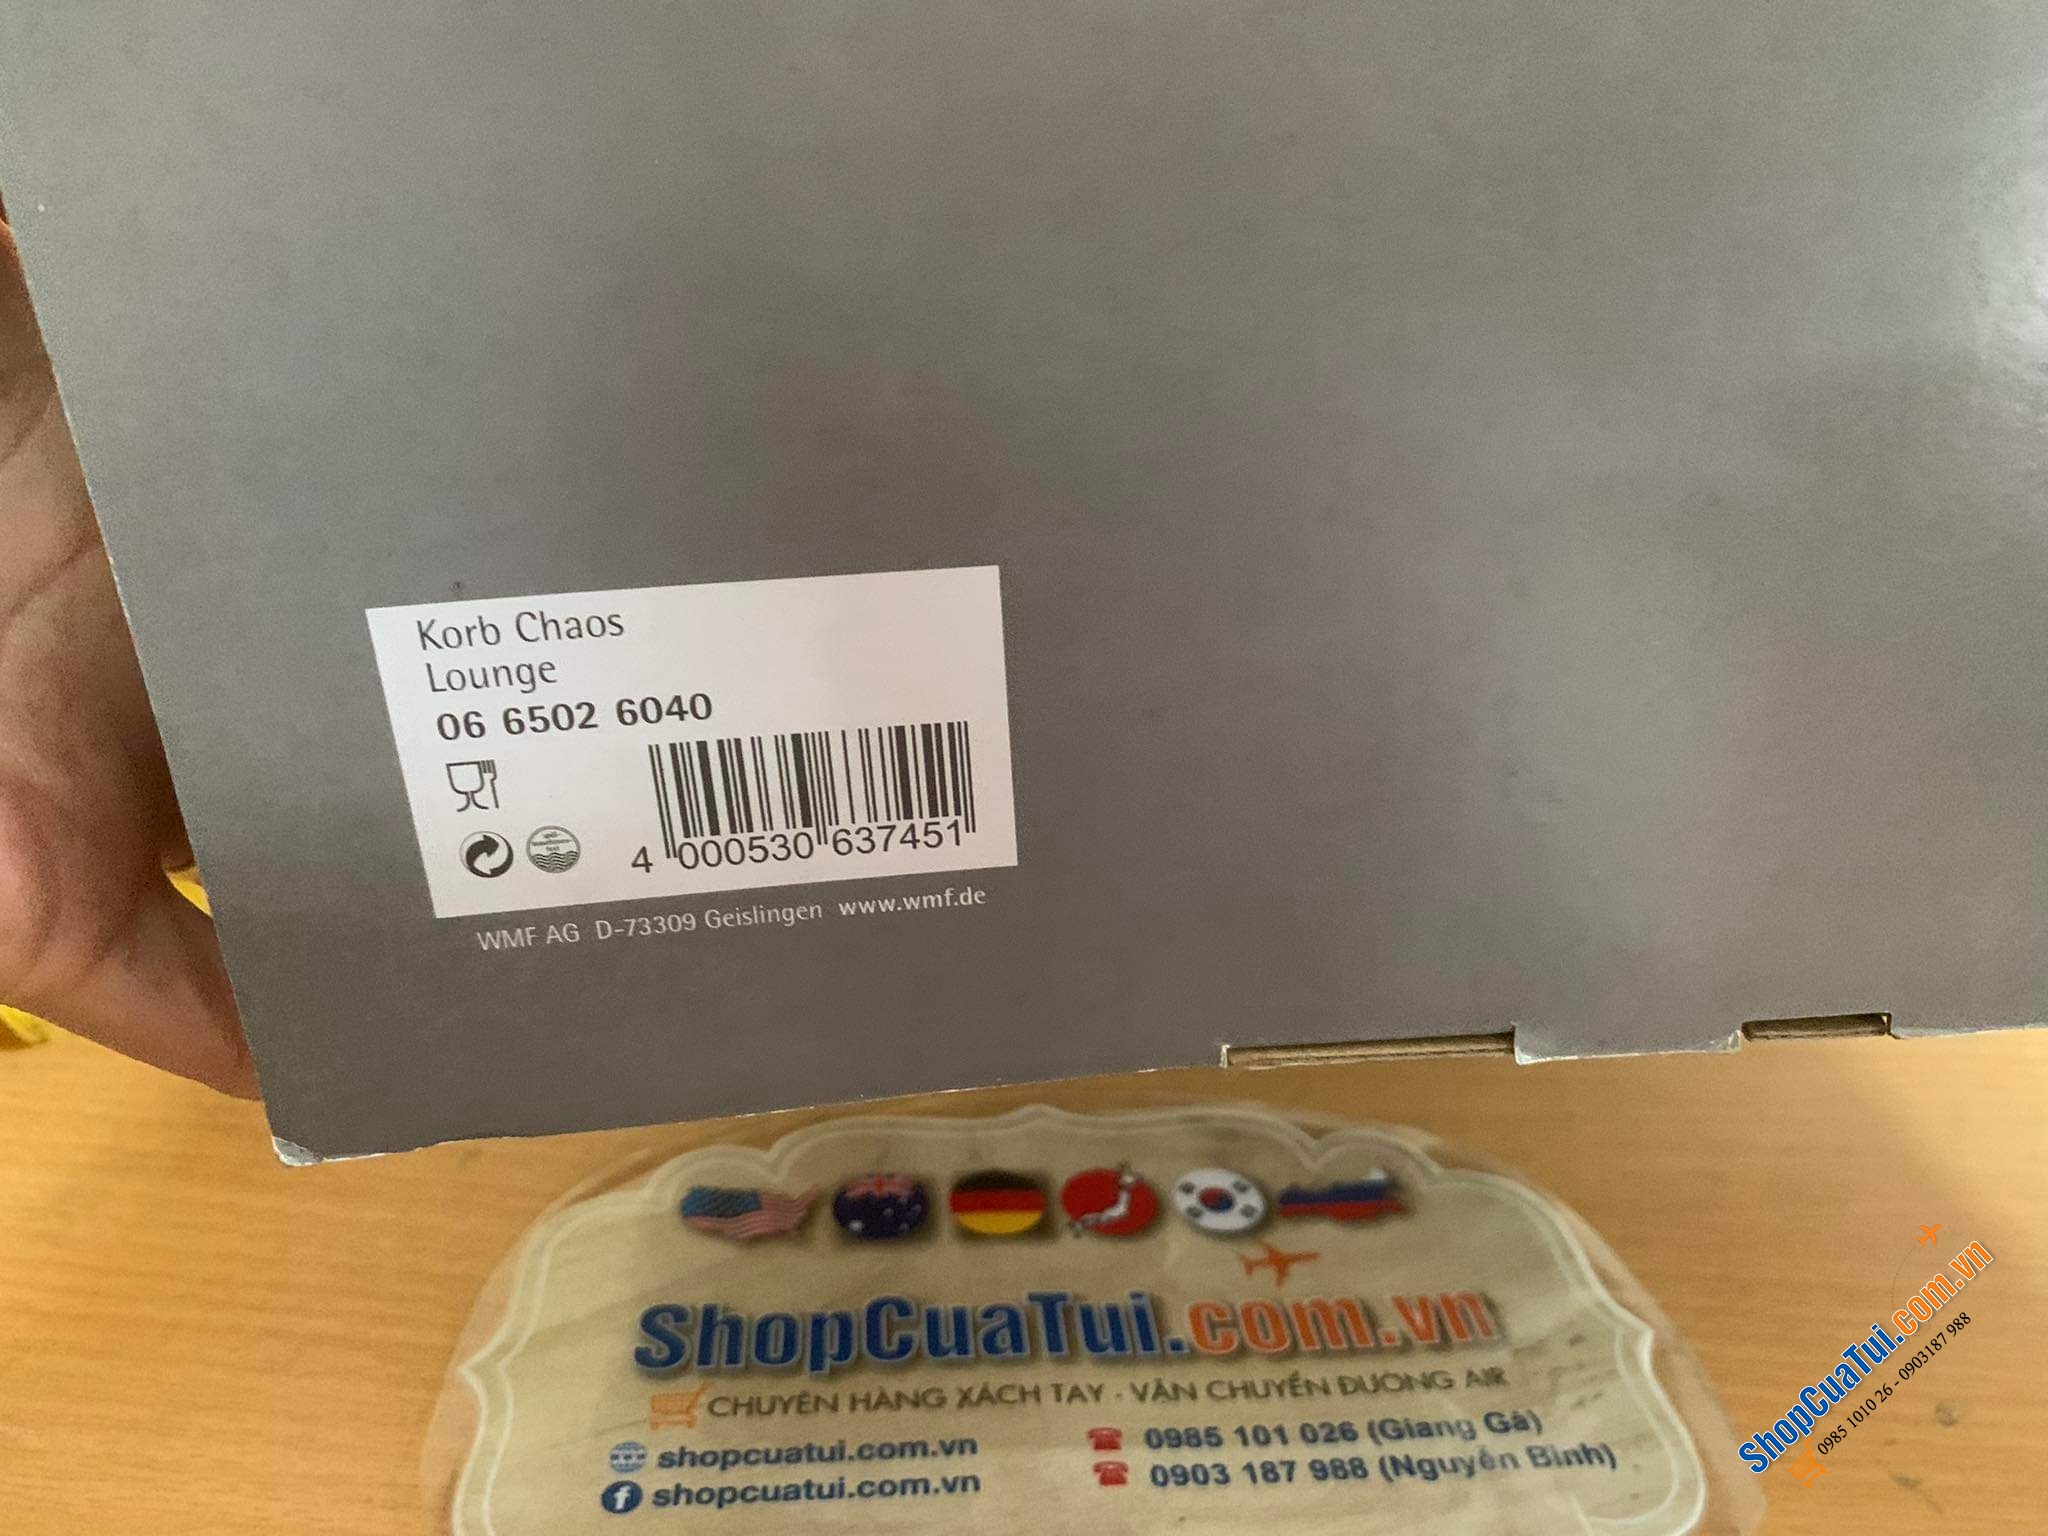 Korb Chaos
Lounge
06 6502 6040
4 000530 637451
WMF AG D-73309 Geislingen www.wmf.de
ShopCuaTui.com.vn
CHUYÊN HÀNG XÁCH TAY - VẬN CHUYỂN ĐƯỜNG AIR
shopcuatui.com.vn
0985 101 026 (Giang Gà)
f shopcuatui.com.vn
0903 187 988 (Nguyễn Bình)
ShopCuaTui.com.vn
0985 1010 26 - 0903187 988